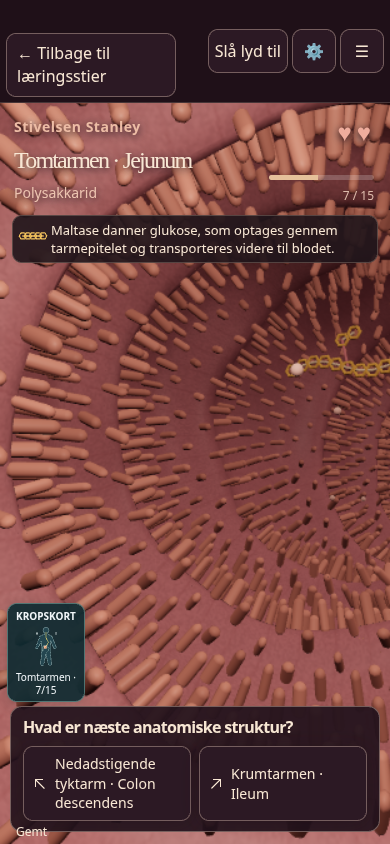 ← Tilbage til
læringsstier
Slå lyd til
Stivelsen Stanley
Tomtarmen · Jejunum
Polysakkarid
7 / 15
Maltase danner glukose, som optages gennem
tarmepitelet og transporteres videre til blodet.
KROPSKORT
Tomtarmen ·
7/15
Hvad er næste anatomiske struktur?
Nedadstigende
tyktarm · Colon
descendens
Krumtarmen ·
Ileum
Gemt